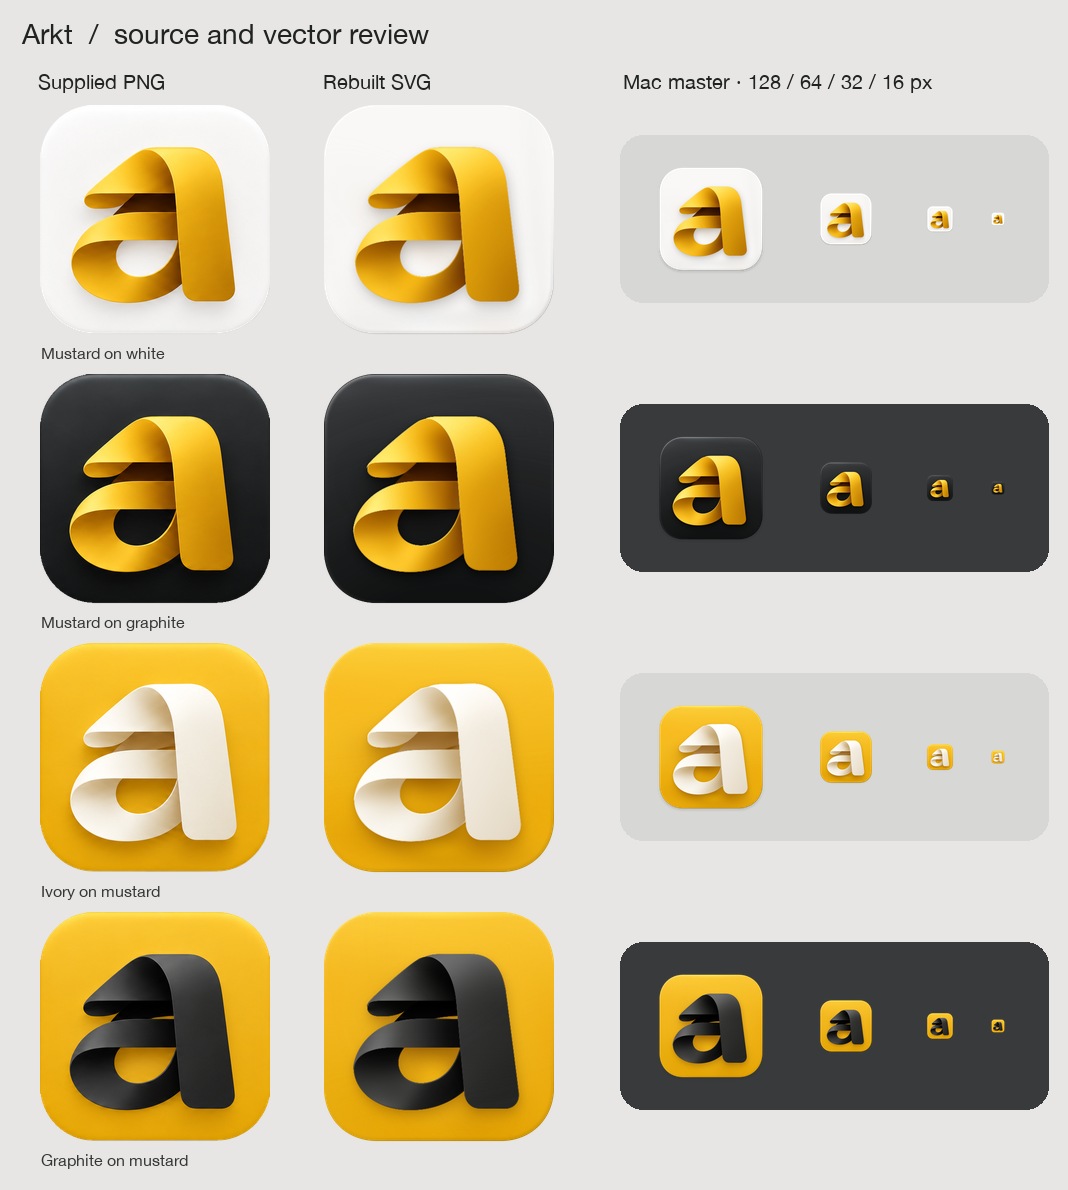 Arkt / source and vector review
Supplied PNG
Rebuilt SVG
Mac master · 128 / 64 / 32 / 16 px
Mustard on white
Mustard on graphite
Ivory on mustard
Graphite on mustard